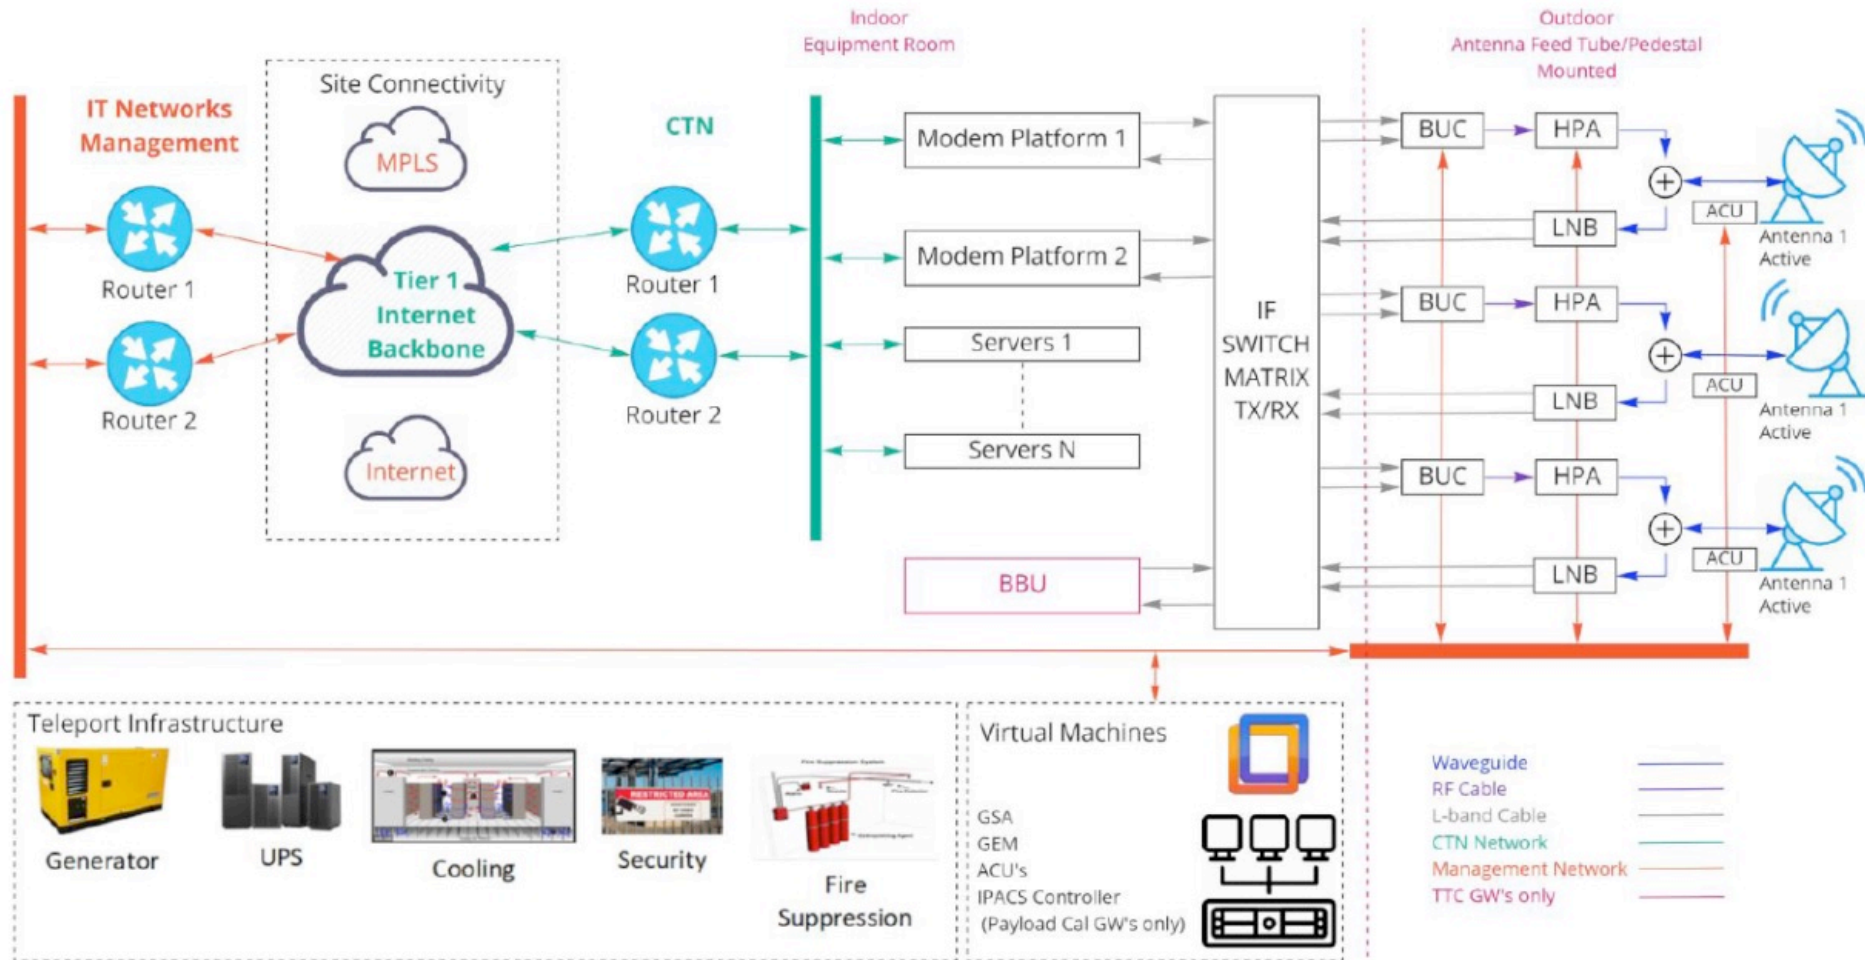 Indoor
Equipment Room
Outdoor
Antenna Feed Tube/Pedestal
Mounted
IT Networks
Management
Router 1
Router 2
Site Connectivity
MPLS
Tier 1
Internet
Backbone
Internet
CTN
Router 1
Router 2
Modem Platform 1
Modem Platform 2
Servers 1
Servers N
BBU
IF
SWITCH
MATRIX
TX/RX
BUC
HPA
LNB
ACU
Antenna 1
Active
BUC
HPA
LNB
ACU
Antenna 1
Active
BUC
HPA
LNB
ACU
Antenna 1
Active
Teleport Infrastructure
Generator
UPS
Cooling
RESTRICTED AREA
Security
Fire Suppression System
Fire
Suppression
Virtual Machines
GSA
GEM
ACU's
IPACS Controller
(Payload Cal GW's only)
Waveguide
RF Cable
L-band Cable
CTN Network
Management Network
TTC GW's only